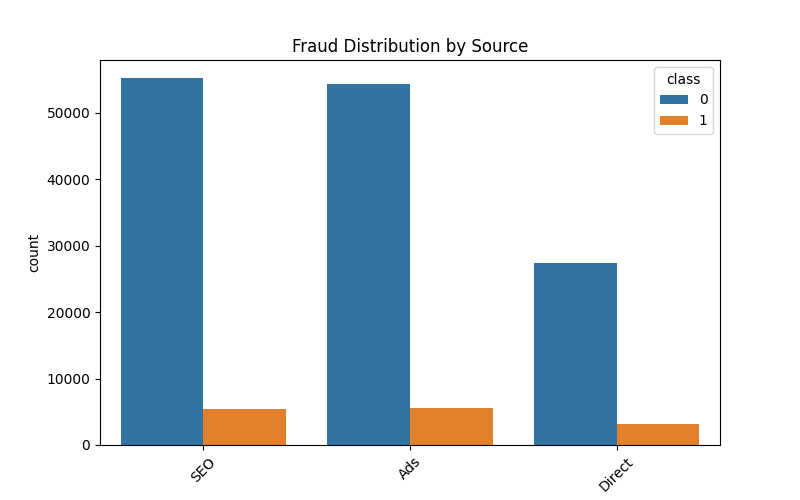 Fraud Distribution by Source
class
0
1
50000
40000
30000
20000
10000
0
count
SEO
Ads
Direct